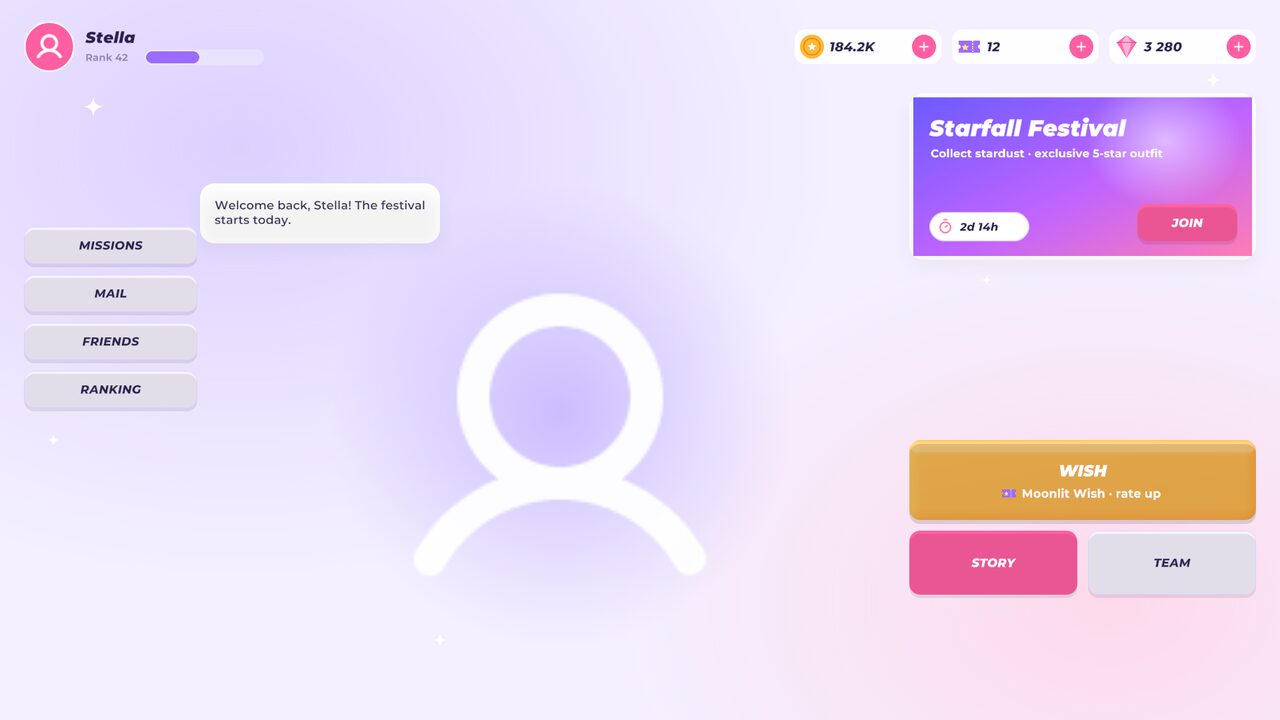 Stella
Rank 42
184.2K
12
3 280
Starfall Festival
Collect stardust · exclusive 5-star outfit
2d 14h
JOIN
Welcome back, Stella! The festival
starts today.
MISSIONS
MAIL
FRIENDS
RANKING
WISH
Moonlit Wish · rate up
STORY
TEAM